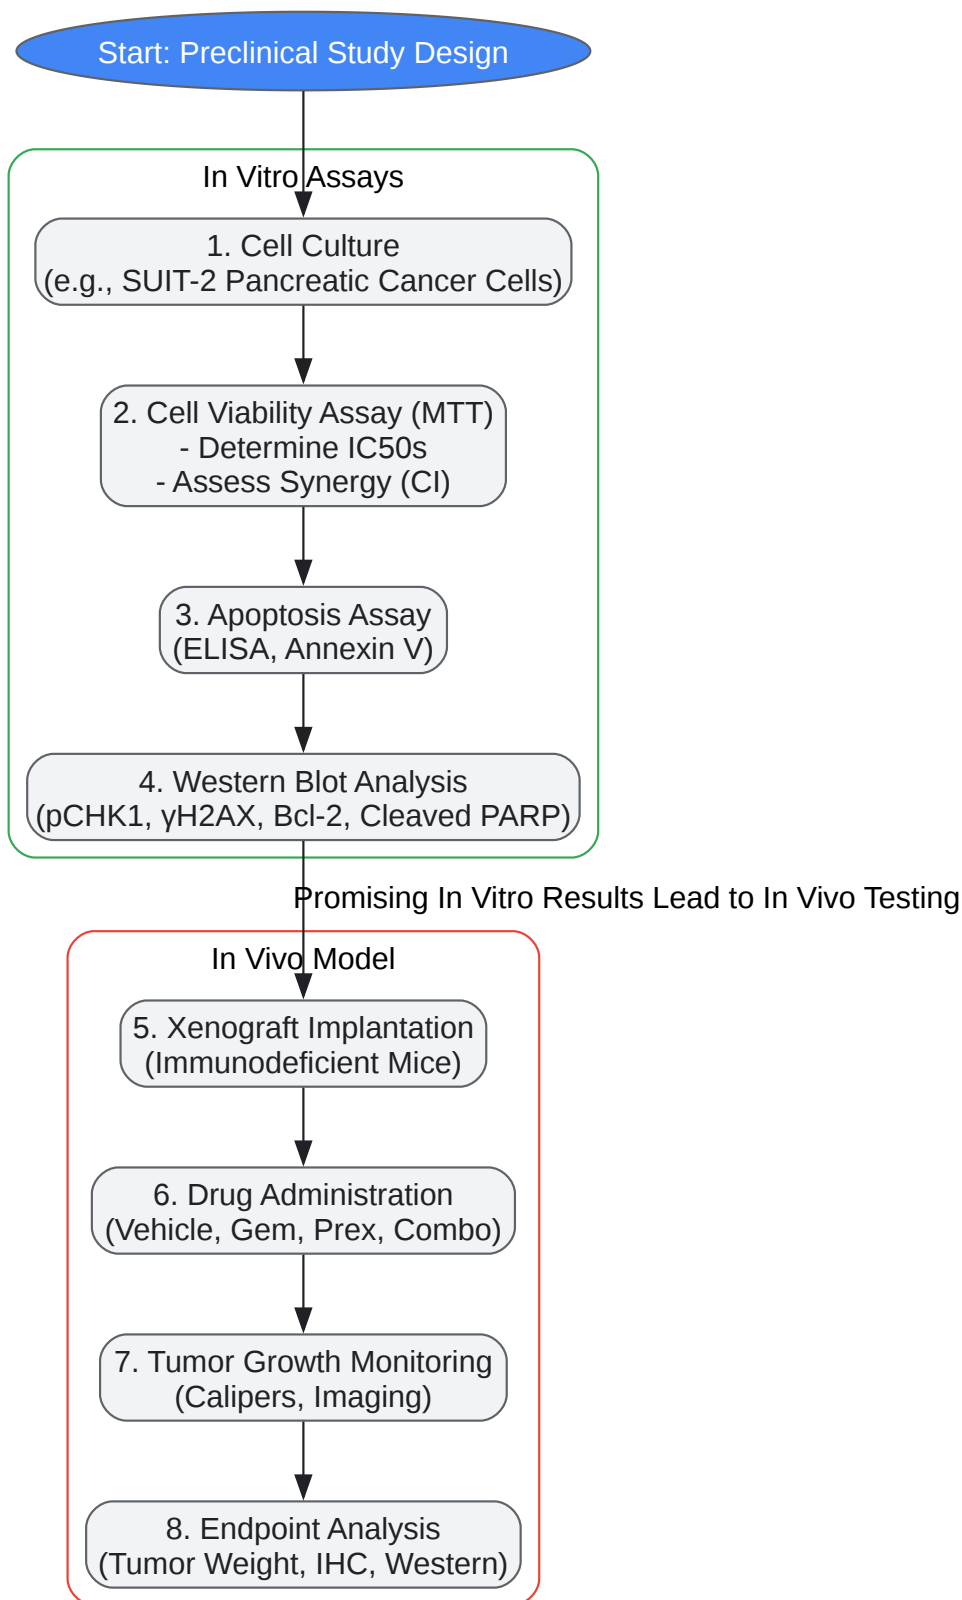 Start: Preclinical Study Design
In Vitro Assays
1. Cell Culture
(e.g., SUIT-2 Pancreatic Cancer Cells)
2. Cell Viability Assay (MTT)
- Determine IC50s
- Assess Synergy (CI)
3. Apoptosis Assay
(ELISA, Annexin V)
4. Western Blot Analysis
(pCHK1, γH2AX, Bcl-2, Cleaved PARP)
Promising In Vitro Results Lead to In Vivo Testing
In Vivo Model
5. Xenograft Implantation
(Immunodeficient Mice)
6. Drug Administration
(Vehicle, Gem, Prex, Combo)
7. Tumor Growth Monitoring
(Calipers, Imaging)
8. Endpoint Analysis
(Tumor Weight, IHC, Western)